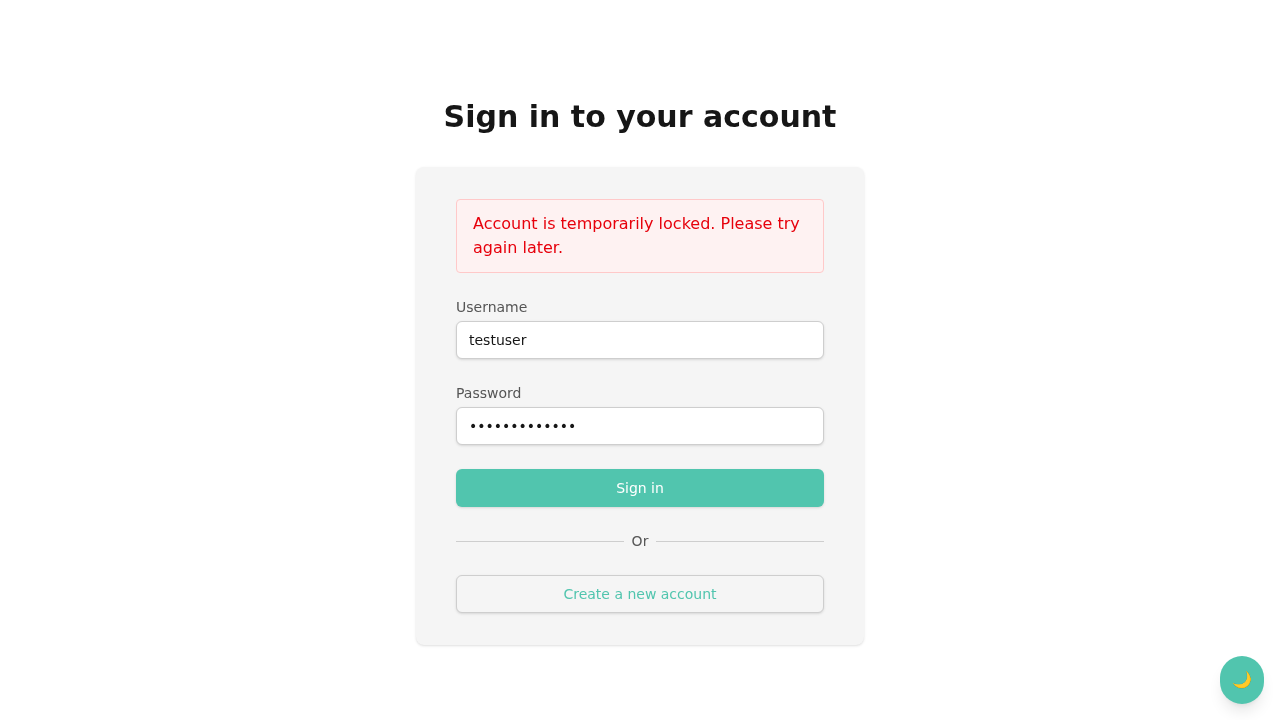 Sign in to your account
Account is temporarily locked. Please try
again later.
Username
testuser
Password
•••••••••••••
Sign in
Or
Create a new account